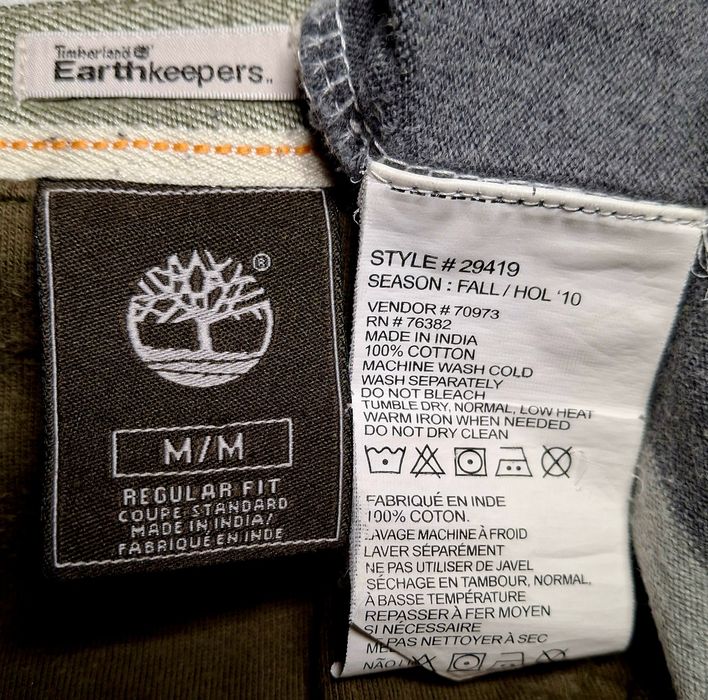 Timberland
Earthkeepers™
®
M/M
REGULAR FIT
COUPE STANDARD
MADE IN INDIA/
FABRIQUÉ EN INDE
STYLE # 29419
SEASON : FALL / HOL '10
VENDOR # 70973
RN # 76382
MADE IN INDIA
100% COTTON
MACHINE WASH COLD
WASH SEPARATELY
DO NOT BLEACH
TUMBLE DRY, NORMAL, LOW HEAT
WARM IRON WHEN NEEDED
DO NOT DRY CLEAN
FABRIQUÉ EN INDE
100% COTON.
LAVAGE MACHINE À FROID
LAVER SÉPARÉMENT
NE PAS UTILISER DE JAVEL
SÉCHAGE EN TAMBOUR, NORMAL,
À BASSE TEMPÉRATURE
REPASSER À FER MOYEN
SI NÉCESSAIRE
NE PAS NETTOYER À SEC